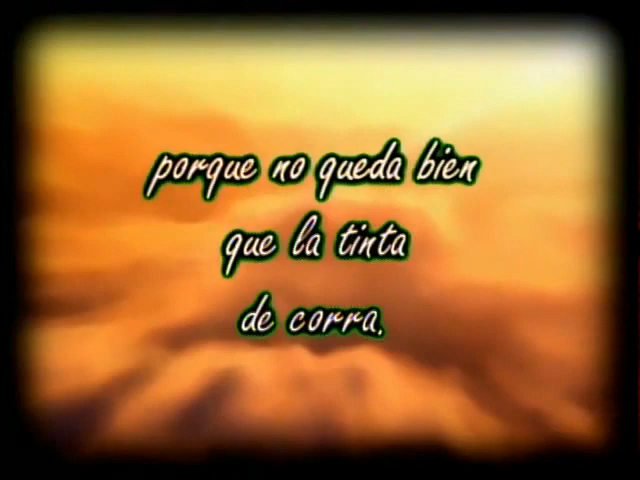 porque no queda bien
que la tinta
de corra.